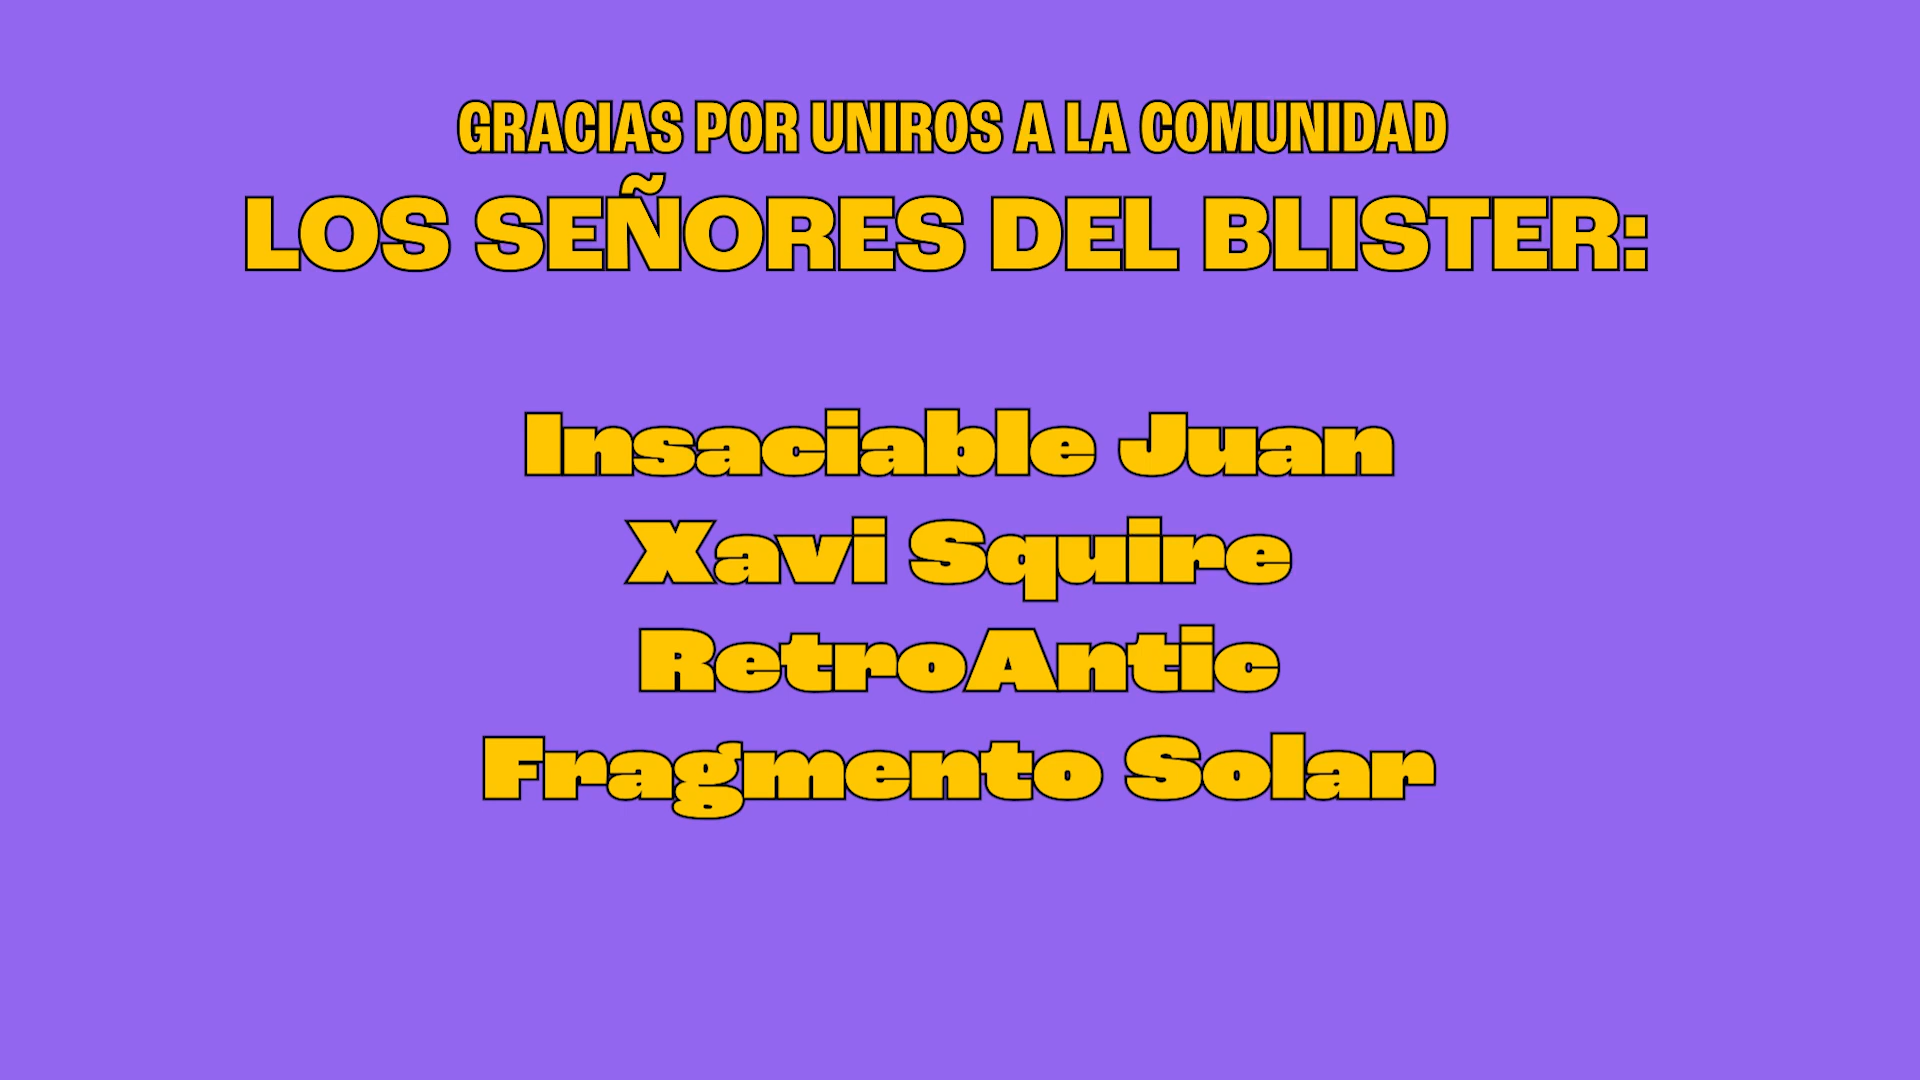 GRACIAS POR UNIROS A LA COMUNIDAD
LOS SEÑORES DEL BLISTER:
Insaciable Juan
Xavi Squire
RetroAntic
Fragmento Solar